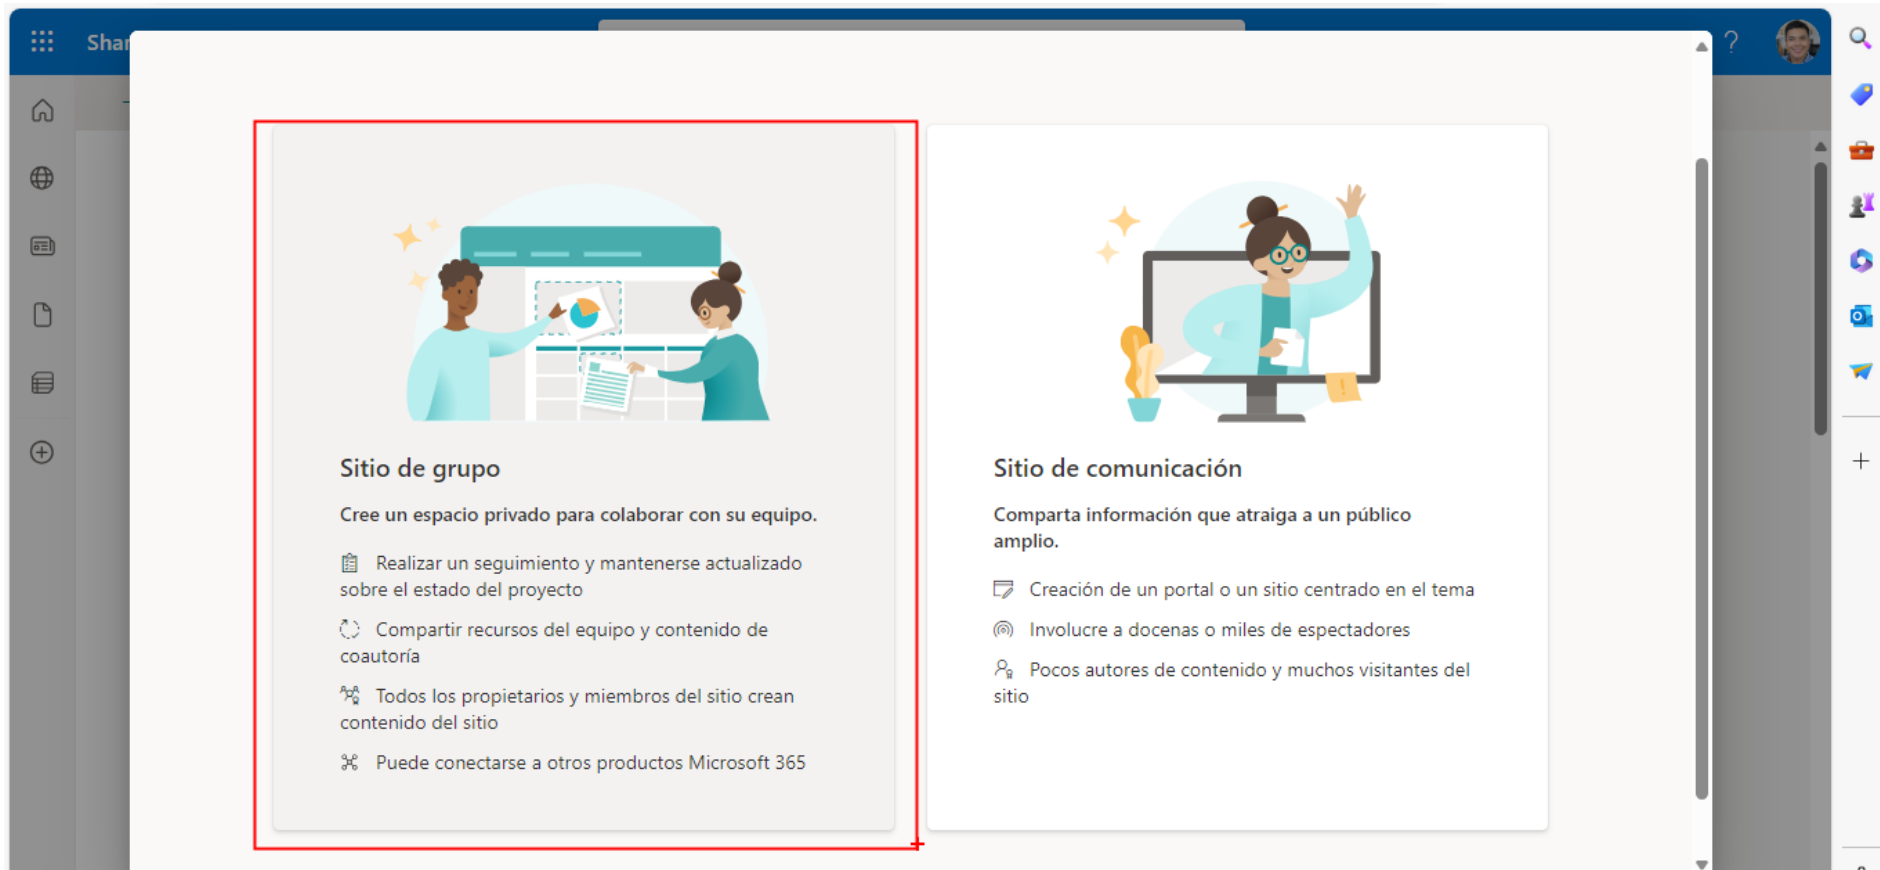 Shar
?
Sitio de grupo
Cree un espacio privado para colaborar con su equipo.
Realizar un seguimiento y mantenerse actualizado
sobre el estado del proyecto
Compartir recursos del equipo y contenido de
coautoría
Todos los propietarios y miembros del sitio crean
contenido del sitio
Puede conectarse a otros productos Microsoft 365
Sitio de comunicación
Comparta información que atraiga a un público
amplio.
Creación de un portal o un sitio centrado en el tema
Involucre a docenas o miles de espectadores
Pocos autores de contenido y muchos visitantes del
sitio